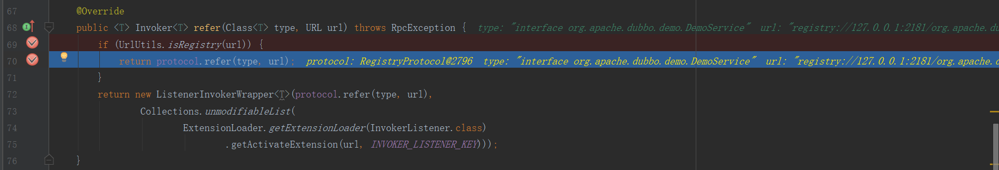 67 @Override
68 public <T> Invoker<T> refer(Class<T> type, URL url) throws RpcException { type: "interface org.apache.dubbo.demo.DemoService" url: "registry://127.0.0.1:2181/org.apache.du
69 if (UrlUtils.isRegistry(url)) {
70 return protocol.refer(type, url); protocol: RegistryProtocol@2796 type: "interface org.apache.dubbo.demo.DemoService" url: "registry://127.0.0.1:2181/org.apache.d
71 }
72 return new ListenerInvokerWrapper<T>(protocol.refer(type, url),
73 Collections.unmodifiableList(
74 ExtensionLoader.getExtensionLoader(InvokerListener.class)
75 .getActivateExtension(url, INVOKER_LISTENER_KEY)));
76 }